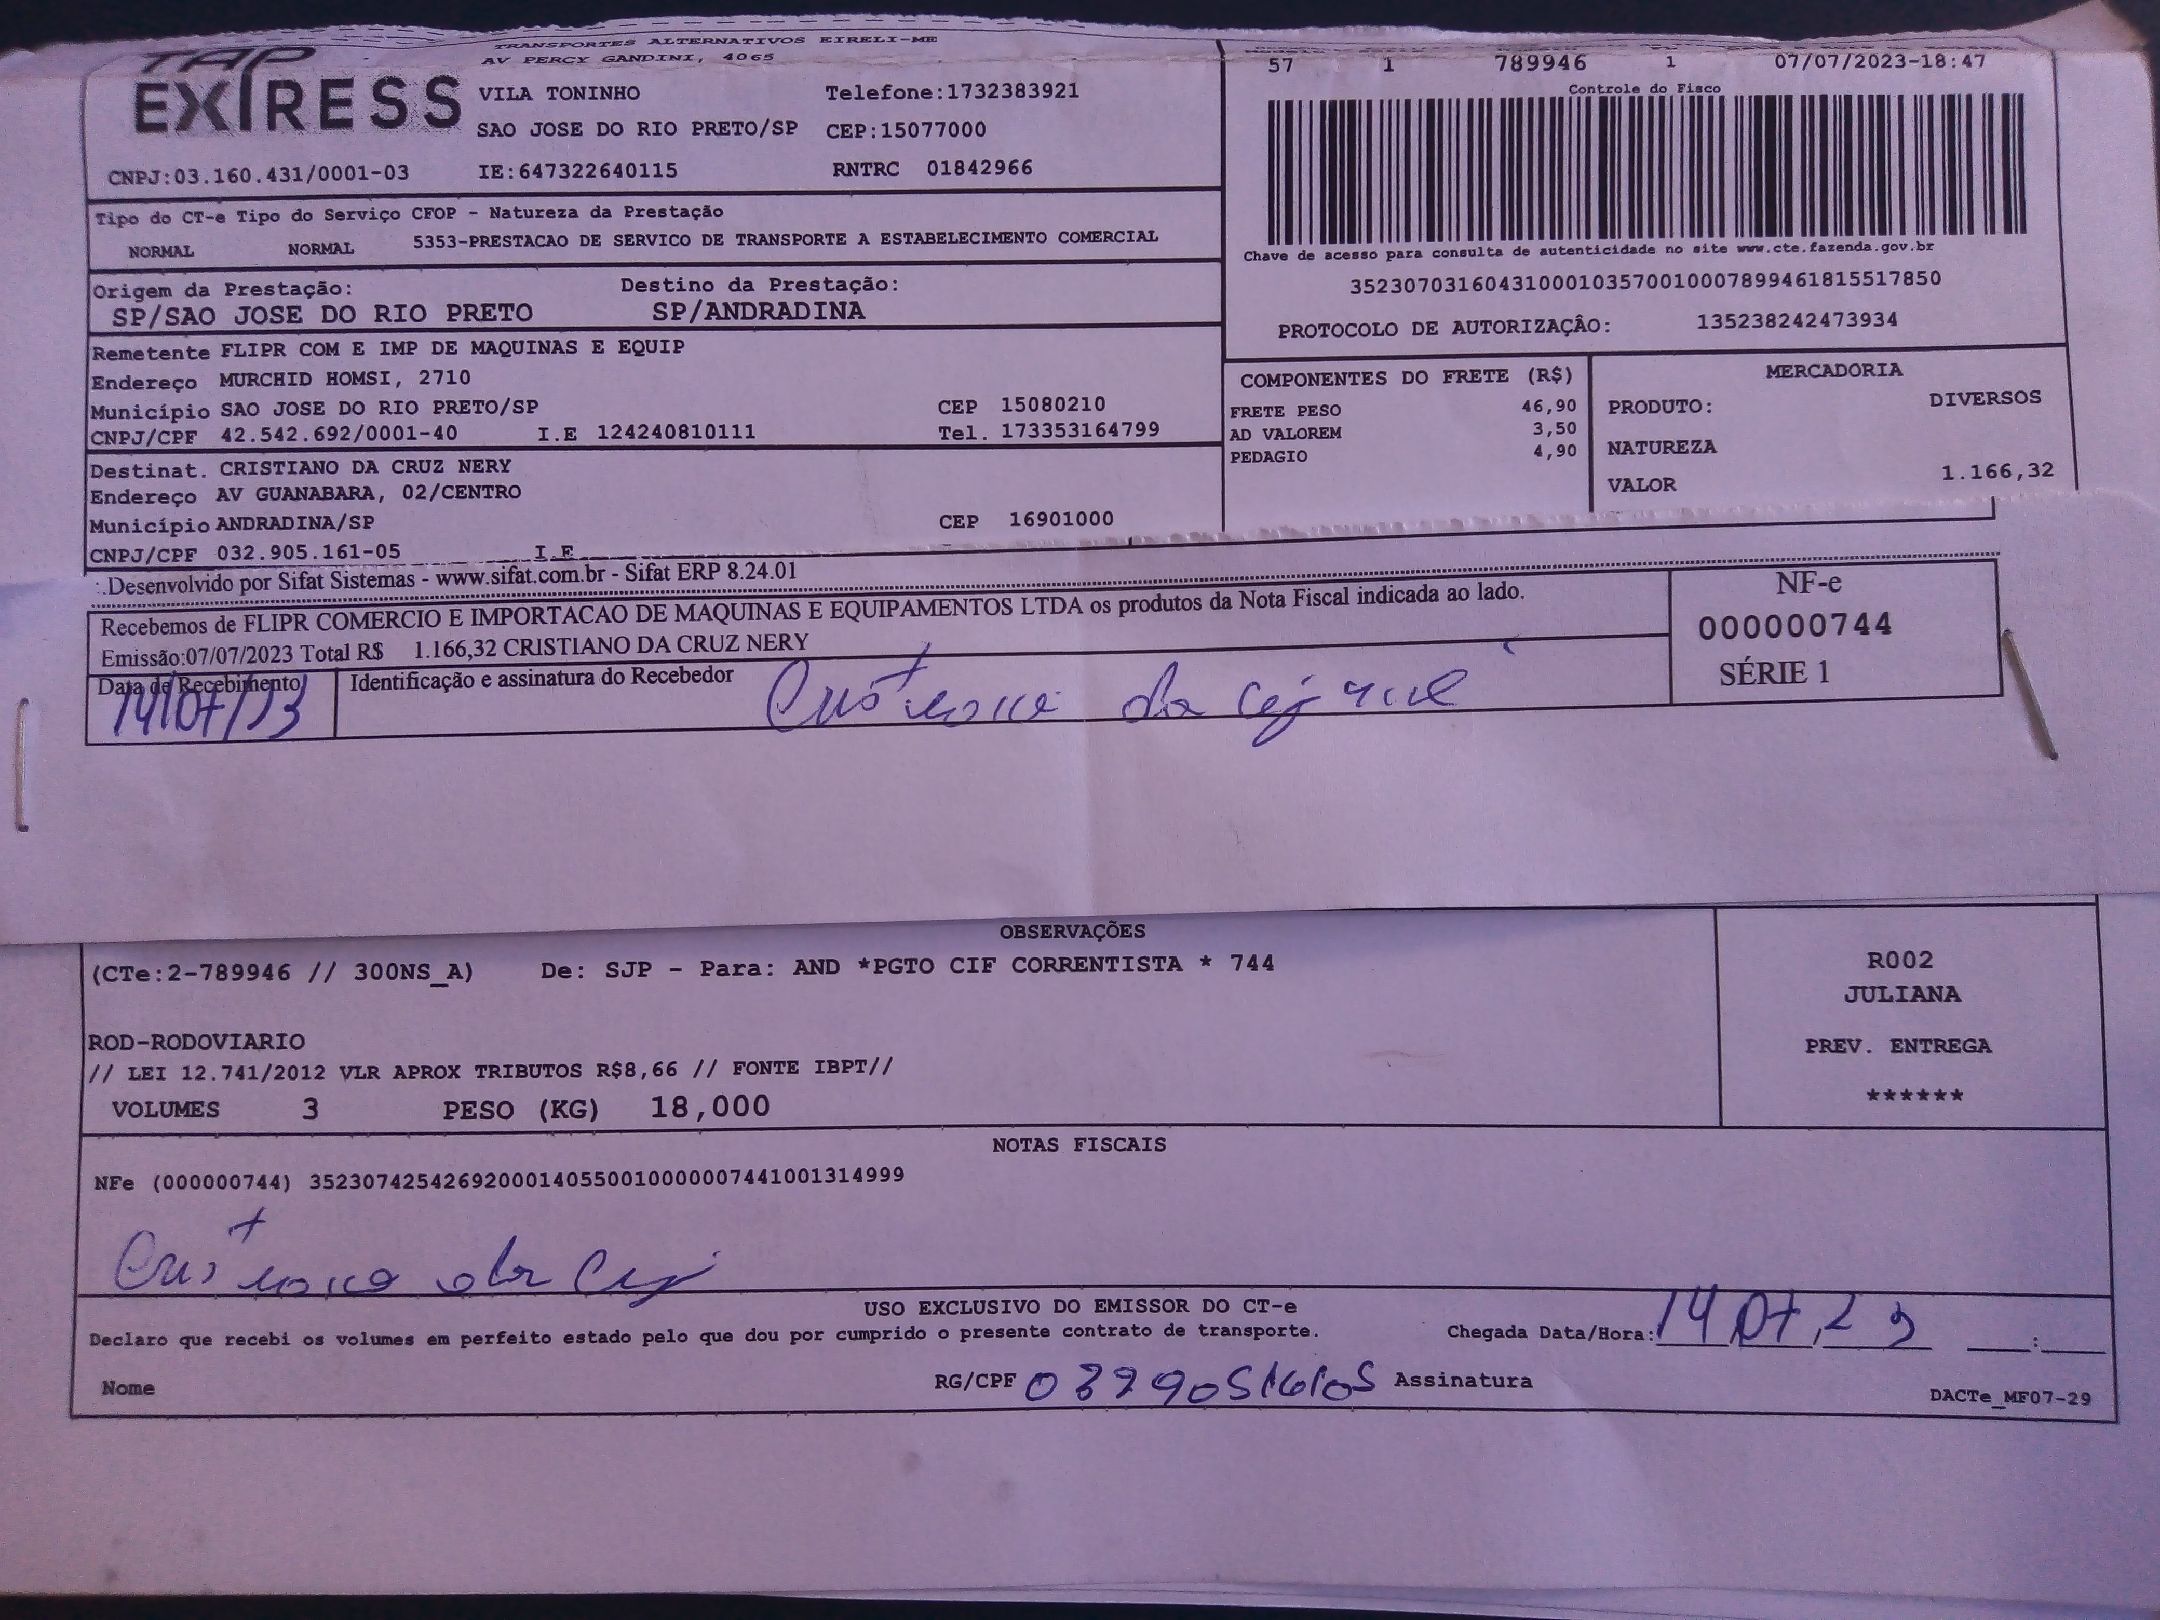 TAP EXPRESS
TRANSPORTES ALTERNATIVOS EIRELI-ME
AV PERCY GANDINI, 4065
VILA TONINHO Telefone:1732383921
SAO JOSE DO RIO PRETO/SP CEP:15077000
CNPJ:03.160.431/0001-03 IE:647322640115 RNTRC 01842966
57 1 789946 1 07/07/2023-18:47
Controle do Fisco
Chave de acesso para consulta de autenticidade no site www.cte.fazenda.gov.br
35230703160431000103570010007899461815517850
PROTOCOLO DE AUTORIZAÇÂO: 135238242473934
Tipo do CT-e Tipo do Serviço CFOP - Natureza da Prestação
NORMAL NORMAL 5353-PRESTACAO DE SERVICO DE TRANSPORTE A ESTABELECIMENTO COMERCIAL
Origem da Prestação: Destino da Prestação:
SP/SAO JOSE DO RIO PRETO SP/ANDRADINA
Remetente FLIPR COM E IMP DE MAQUINAS E EQUIP
Endereço MURCHID HOMSI, 2710
Município SAO JOSE DO RIO PRETO/SP CEP 15080210
CNPJ/CPF 42.542.692/0001-40 I.E 124240810111 Tel. 173353164799
COMPONENTES DO FRETE (R$)
FRETE PESO 46,90
AD VALOREM 3,50
PEDAGIO 4,90
MERCADORIA
PRODUTO: DIVERSOS
NATUREZA
VALOR 1.166,32
Destinat. CRISTIANO DA CRUZ NERY
Endereço AV GUANABARA, 02/CENTRO
Município ANDRADINA/SP CEP 16901000
CNPJ/CPF 032.905.161-05 I.E
:.Desenvolvido por Sifat Sistemas - www.sifat.com.br - Sifat ERP 8.24.01
Recebemos de FLIPR COMERCIO E IMPORTACAO DE MAQUINAS E EQUIPAMENTOS LTDA os produtos da Nota Fiscal indicada ao lado.
Emissão:07/07/2023 Total R$ 1.166,32 CRISTIANO DA CRUZ NERY
NF-e
000000744
SÉRIE 1
Data de Recebimento Identificação e assinatura do Recebedor
14/07/23
OBSERVAÇÕES
(CTe:2-789946 // 300NS_A) De: SJP - Para: AND *PGTO CIF CORRENTISTA * 744
ROD-RODOVIARIO
// LEI 12.741/2012 VLR APROX TRIBUTOS R$8,66 // FONTE IBPT//
VOLUMES 3 PESO (KG) 18,000
R002
JULIANA
PREV. ENTREGA
******
NOTAS FISCAIS
NFe (000000744) 35230742542692000140550010000007441001314999
USO EXCLUSIVO DO EMISSOR DO CT-e
Declaro que recebi os volumes em perfeito estado pelo que dou por cumprido o presente contrato de transporte. Chegada Data/Hora: 14 07 23 :
Nome RG/CPF 03290516105 Assinatura
DACTe_MF07-29